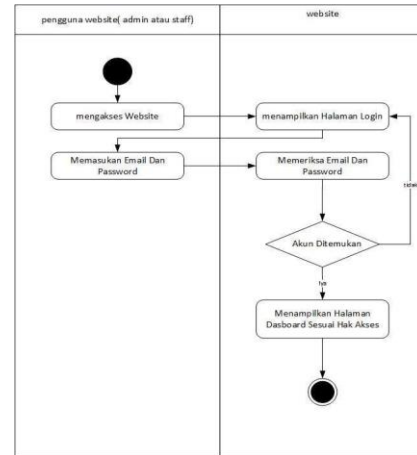 pengguna website( admin atau staff)
website
mengakses Website
menampilkan Halaman Login
Memasukan Email Dan
Password
Memeriksa Email Dan
Password
tidak
Akun Ditemukan
Iya
Menampilkan Halaman
Dasboard Sesuai Hak Akses